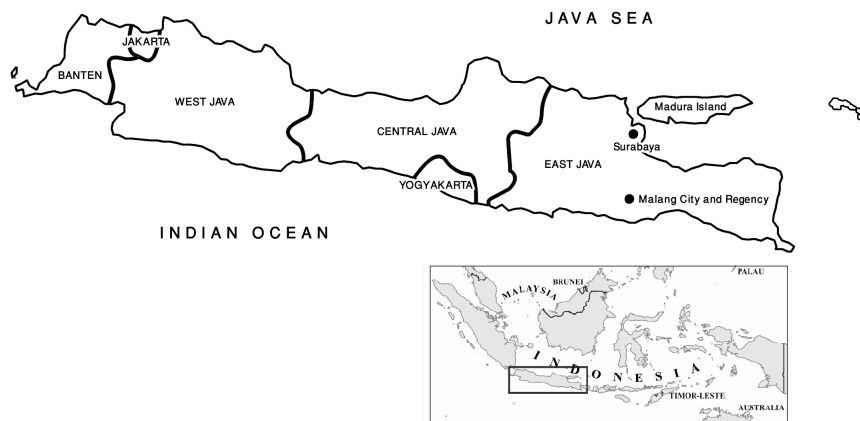 JAVA SEA
JAKARTA
BANTEN
WEST JAVA
Madura Island
CENTRAL JAVA
Surabaya
EAST JAVA
YOGYAKARTA
Malang City and Regency
INDIAN OCEAN
PALAU
BRUNEI
MALAYSIA
INDONESIA
TIMOR-LESTE
AUSTRALIA